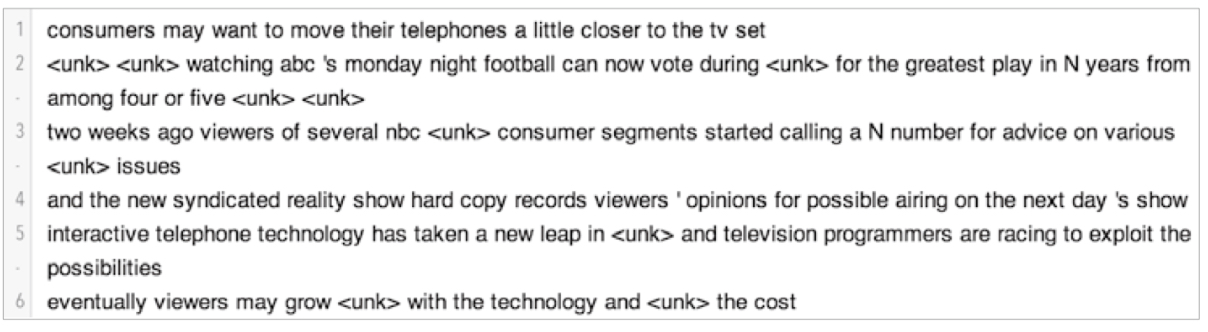 1 consumers may want to move their telephones a little closer to the tv set
2 <unk> <unk> watching abc 's monday night football can now vote during <unk> for the greatest play in N years from
- among four or five <unk> <unk>
3 two weeks ago viewers of several nbc <unk> consumer segments started calling a N number for advice on various
- <unk> issues
4 and the new syndicated reality show hard copy records viewers ' opinions for possible airing on the next day 's show
5 interactive telephone technology has taken a new leap in <unk> and television programmers are racing to exploit the
- possibilities
6 eventually viewers may grow <unk> with the technology and <unk> the cost